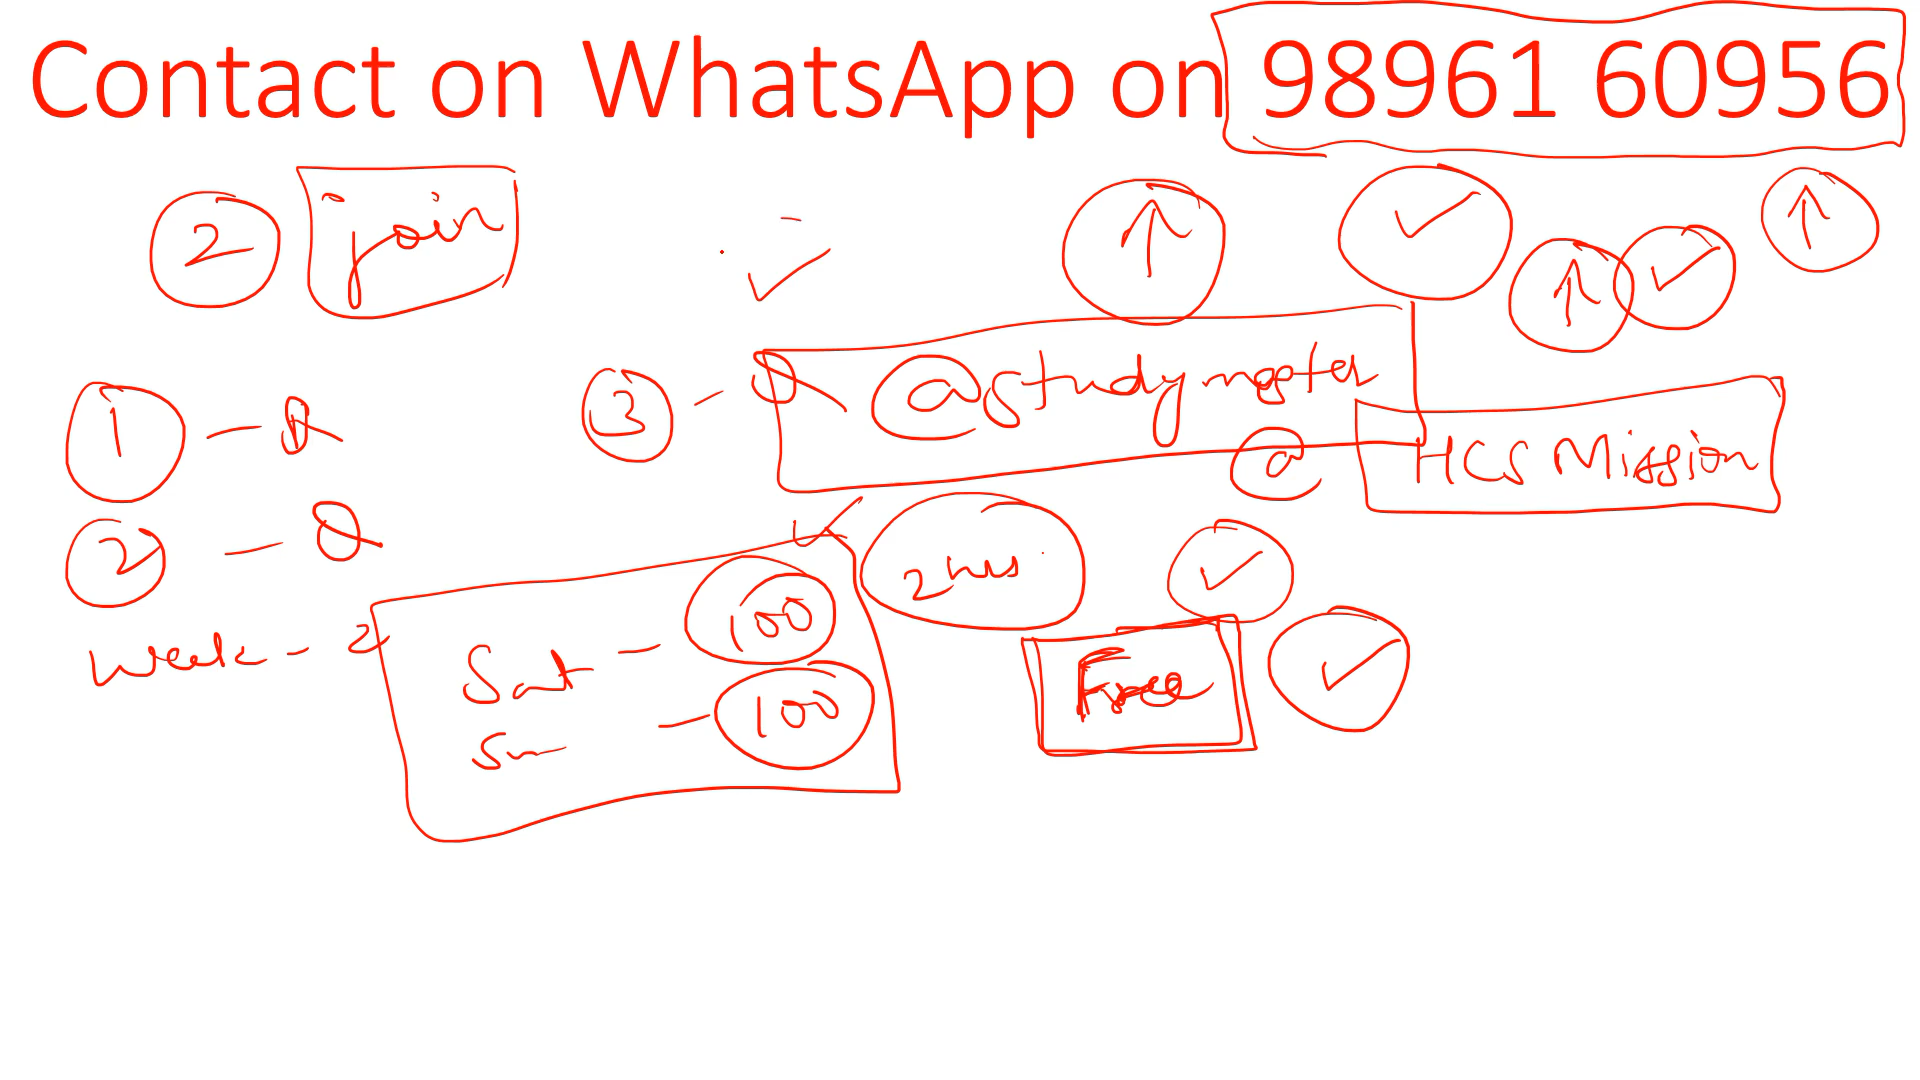 Contact on WhatsApp on 98961 60956
2 join
1 -
3 - @studymaster
@ HCS Mission
2 -
2 hrs
week - 2
Sat - 100
Sun - 100
Free